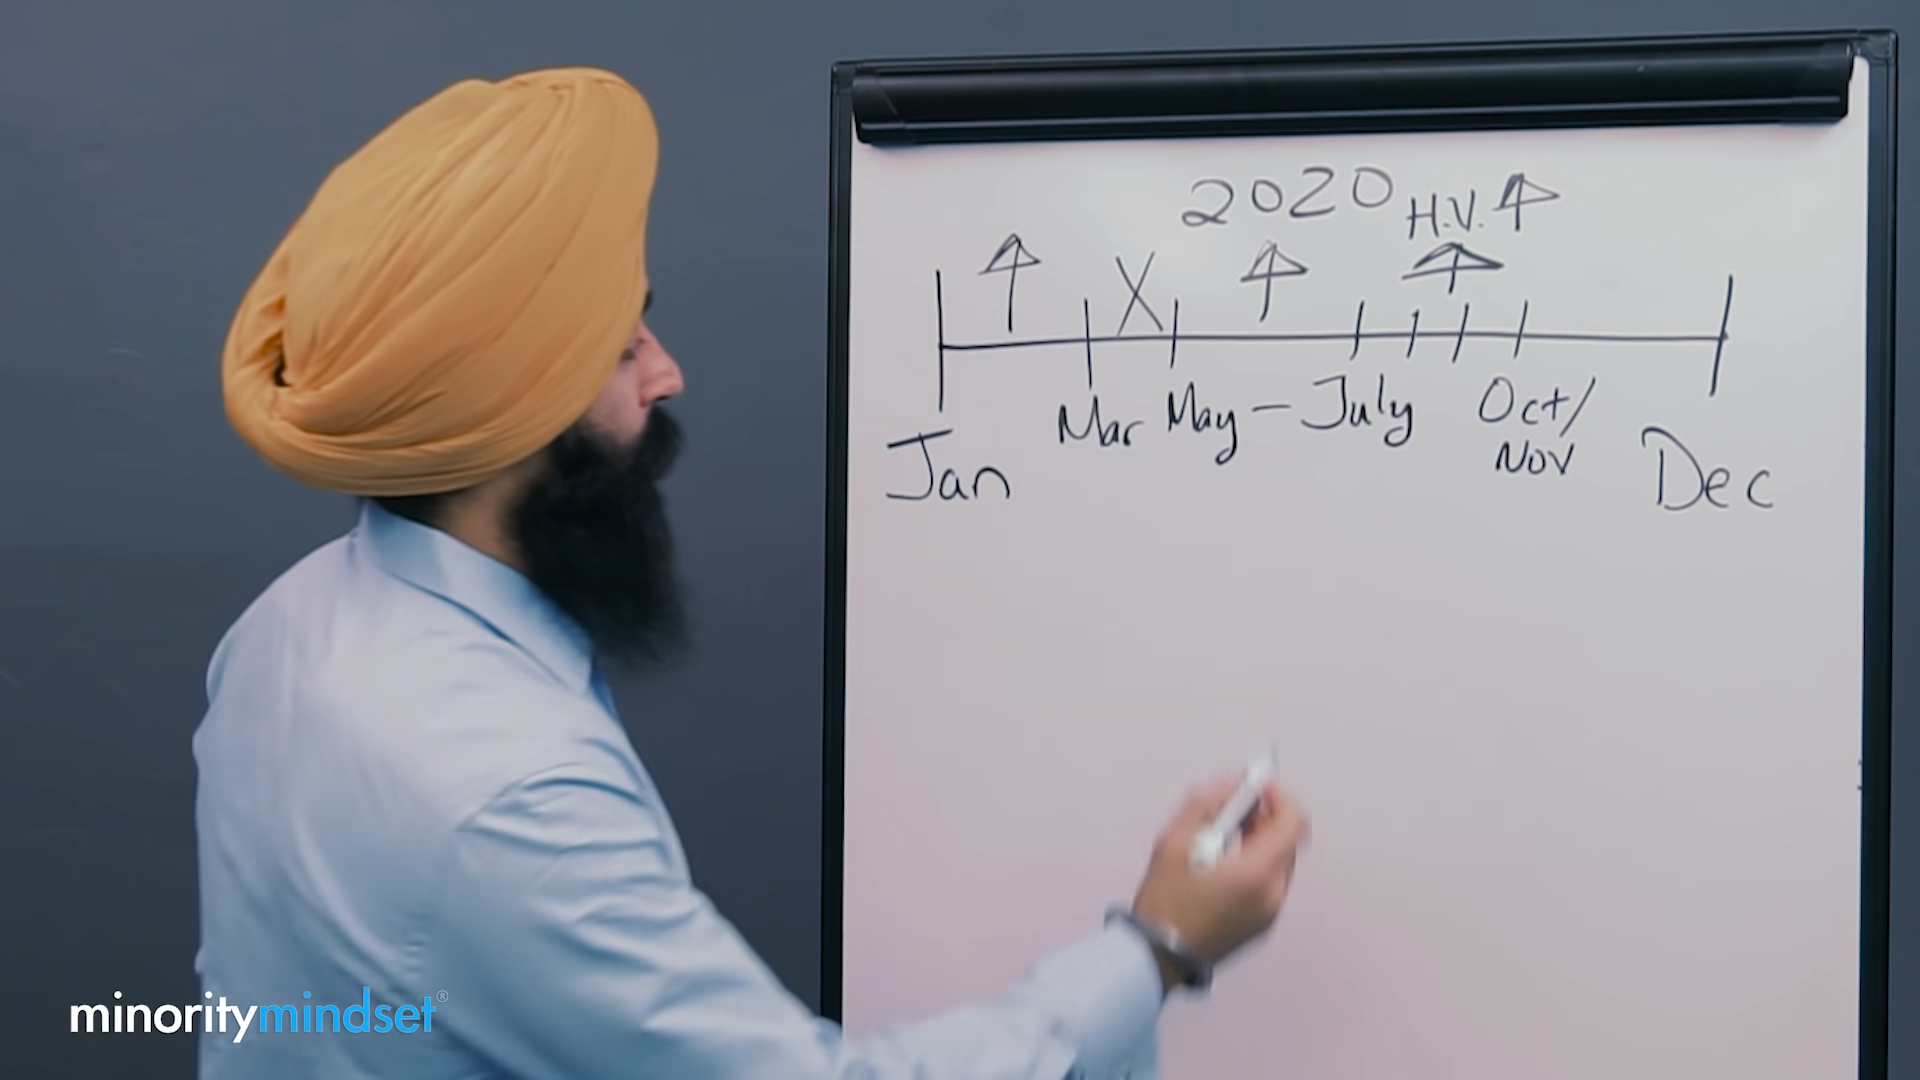 2020 H.V.
Mar May - July Oct/
Nov
Jan Dec
minoritymindset®